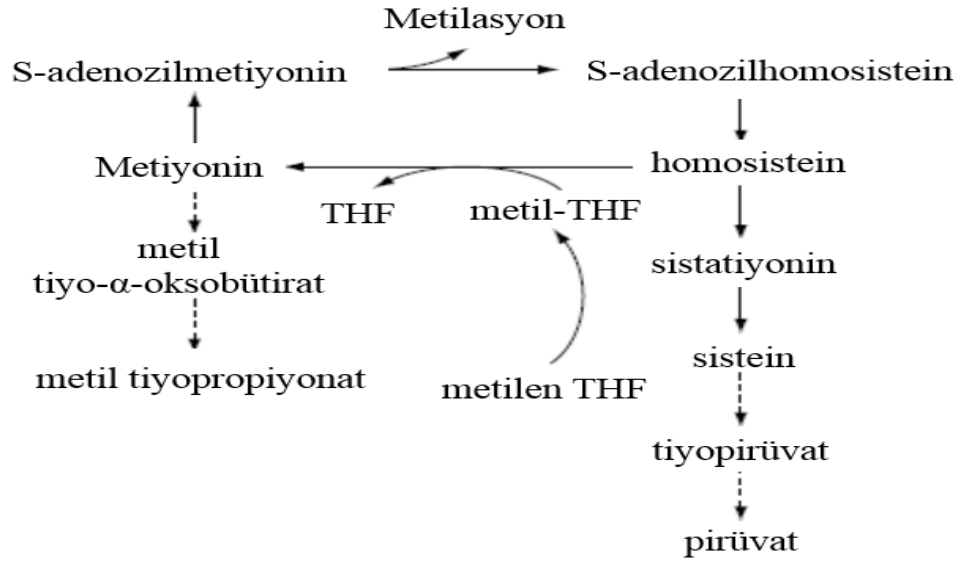 Metilasyon
S-adenozilmetiyonin
S-adenozilhomosistein
Metiyonin
homosistein
THF
metil-THF
metil
tiyo-α-oksobütirat
sistatiyonin
metil tiyopropiyonat
metilen THF
sistein
tiyopirüvat
pirüvat